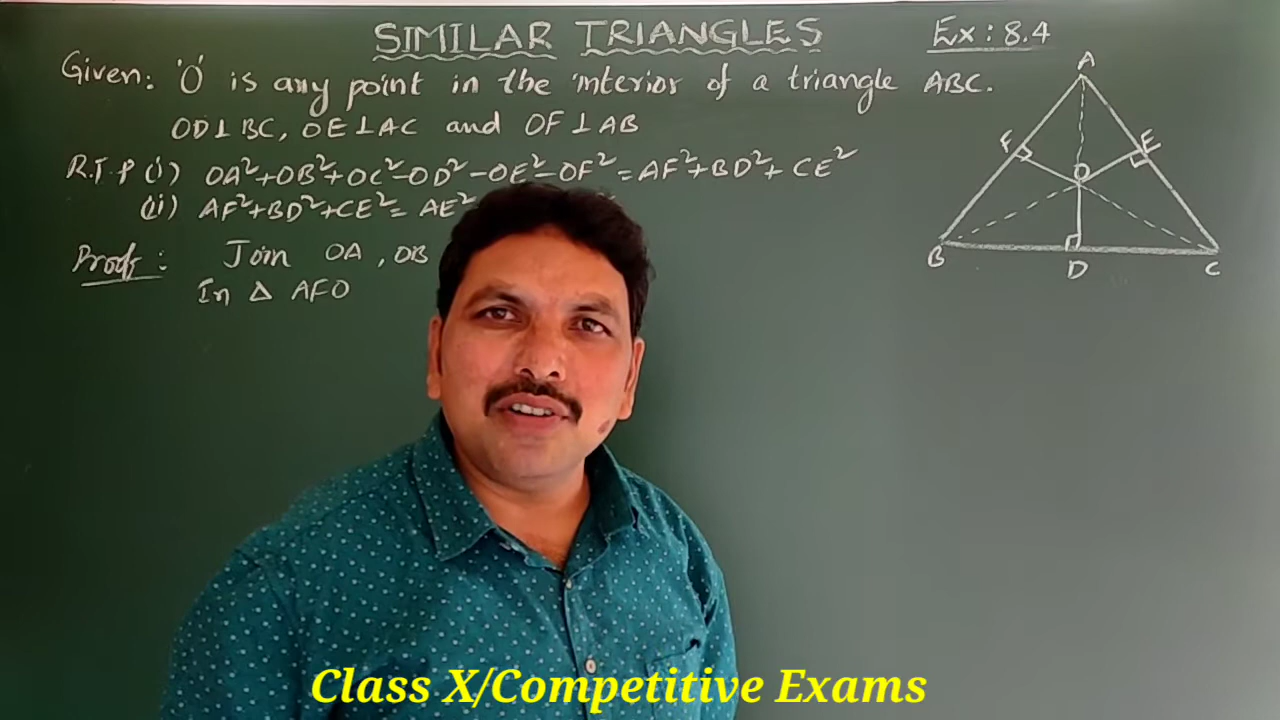 SIMILAR TRIANGLES Ex: 8.4
Given: 'O' is any point in the interior of a triangle ABC.
OD⊥BC, OE⊥AC and OF⊥AB
R.T.P (i) OA²+OB²+OC²-OD²-OE²-OF²=AF²+BD²+CE²
(ii) AF²+BD²+CE²= AE²
Proof: Join OA, OB
In Δ AFO
A
F
E
O
B
D
C
Class X/Competitive Exams